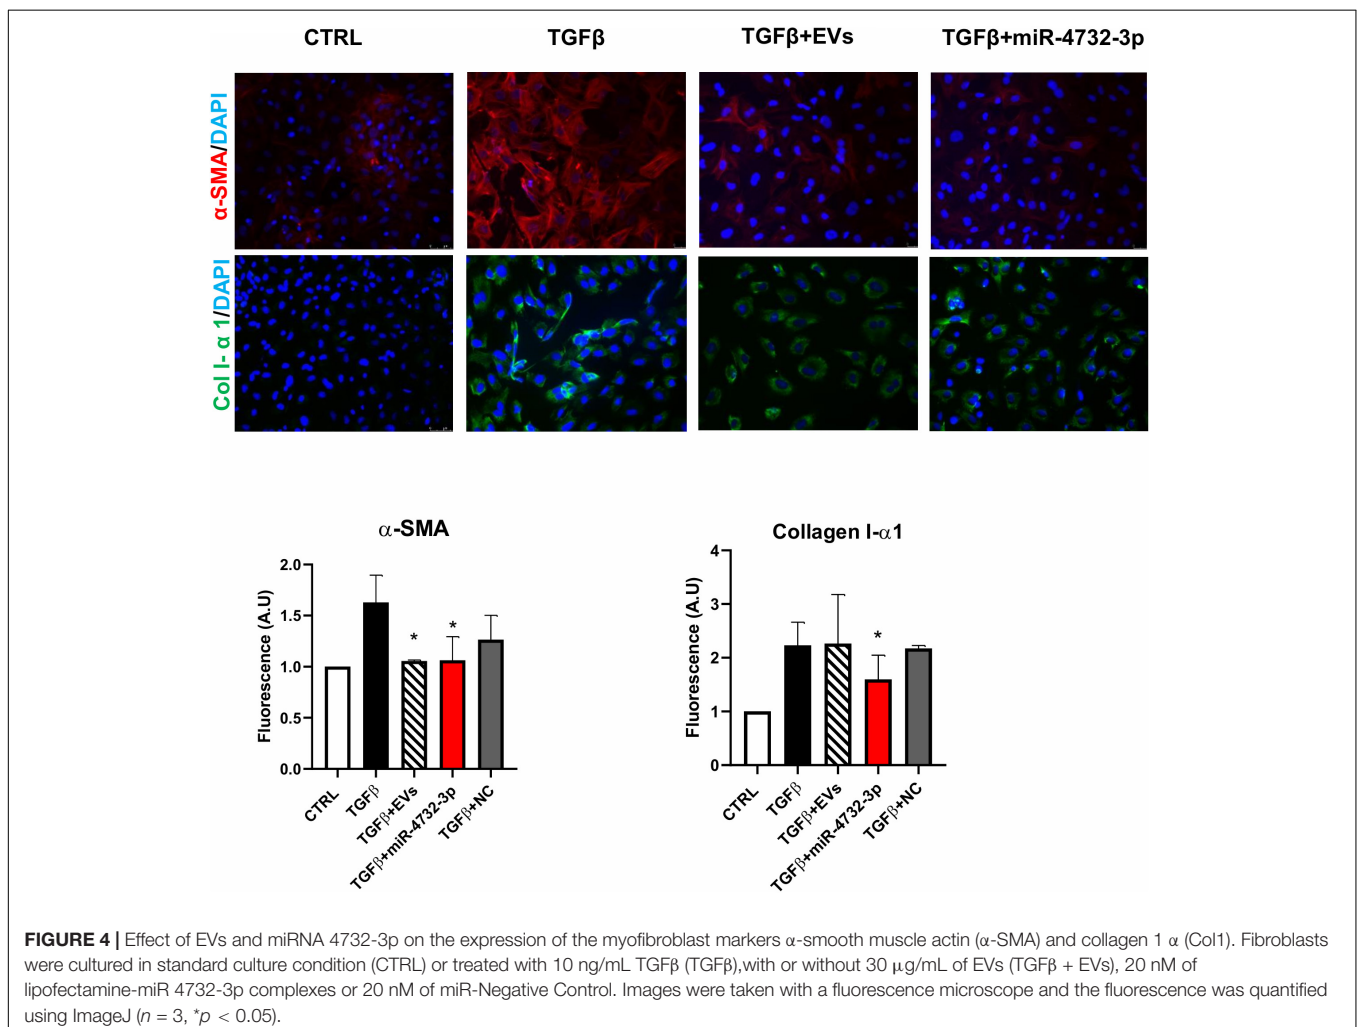 CTRL TGFβ TGFβ+EVs TGFβ+miR-4732-3p
α-SMA/DAPI
Col I- α 1/DAPI
α-SMA
Fluorescence (A.U)
2.0
1.5
1.0
0.5
0.0
CTRL
TGFβ
TGFβ+EVs
TGFβ+miR-4732-3p
TGFβ+NC
*
*
Collagen I-α1
Fluorescence (A.U)
4
3
2
1
0
CTRL
TGFβ
TGFβ+EVs
TGFβ+miR-4732-3p
TGFβ+NC
*
FIGURE 4 | Effect of EVs and miRNA 4732-3p on the expression of the myofibroblast markers α-smooth muscle actin (α-SMA) and collagen 1 α (Col1). Fibroblasts
were cultured in standard culture condition (CTRL) or treated with 10 ng/mL TGFβ (TGFβ),with or without 30 μg/mL of EVs (TGFβ + EVs), 20 nM of
lipofectamine-miR 4732-3p complexes or 20 nM of miR-Negative Control. Images were taken with a fluorescence microscope and the fluorescence was quantified
using ImageJ (n = 3, *p < 0.05).